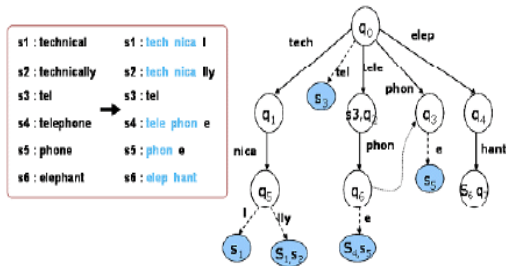 s1 : technical s1 : tech nica l
s2 : technically s2 : tech nica lly
s3 : tel s3 : tel
s4 : telephone s4 : tele phon e
s5 : phone s5 : phon e
s6 : elephant s6 : elep hant
q0
tech tel tele phon elep
s3
q1 s3,q2 q3 q4
nica phon e hant
q5 q6 s5 S6,q7
l lly e
s1 S1,s2 S4,s5